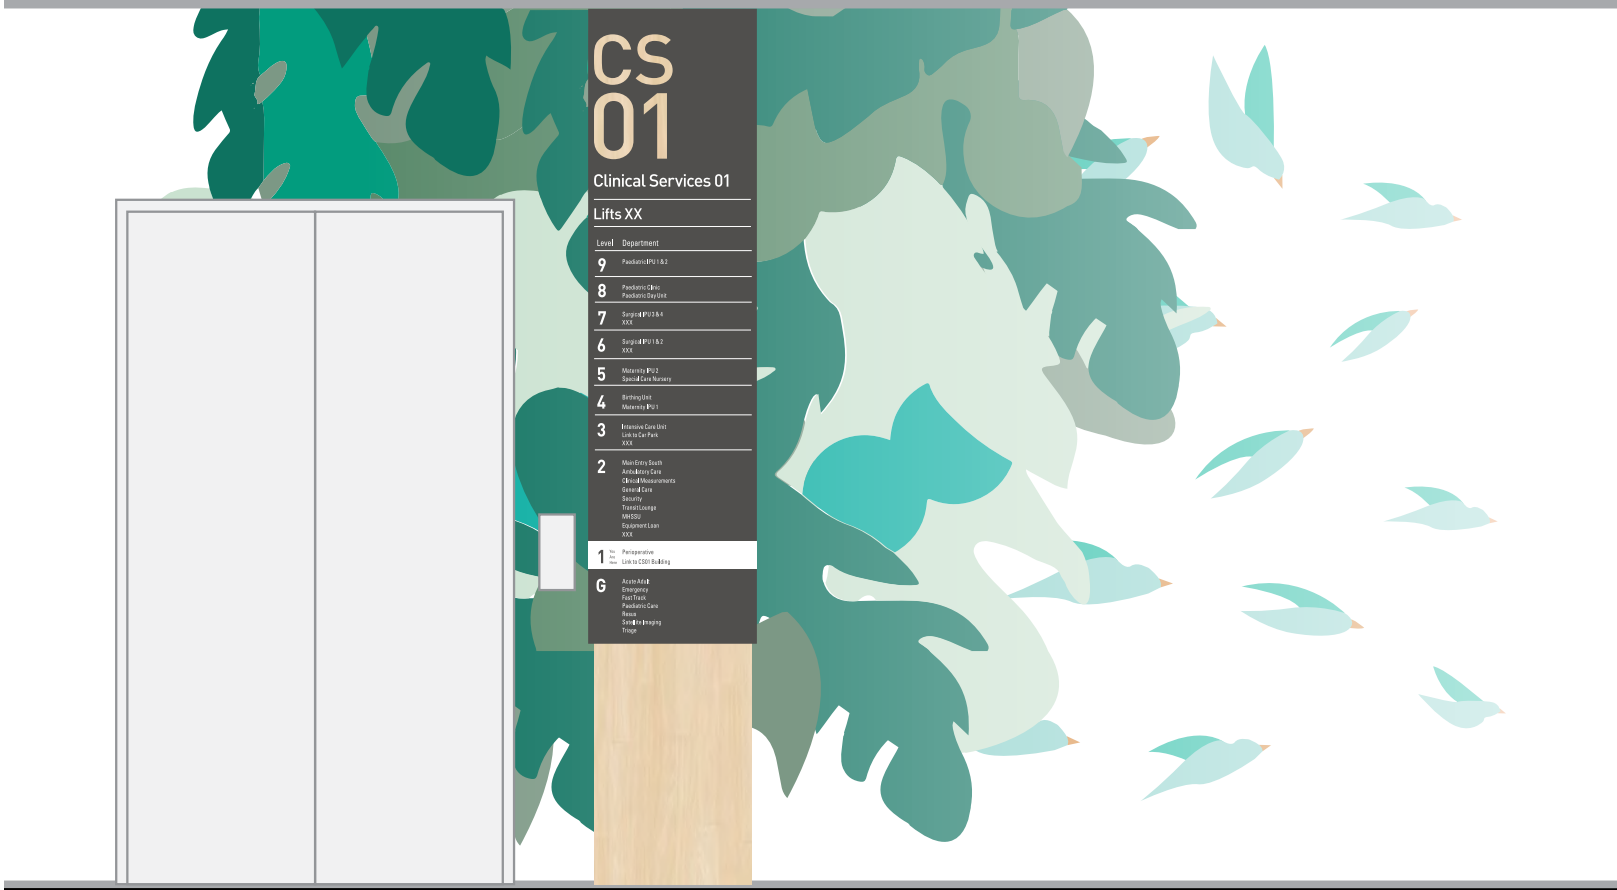 CS
01
Clinical Services 01
Lifts XX
Level Department
9 Paediatric IPU 1 & 2
8 Paediatric Clinic
Paediatric Day Unit
7 Surgical IPU 3 & 4
XXX
6 Surgical IPU 1 & 2
XXX
5 Maternity IPU 2
Special Care Nursery
4 Birthing Unit
Maternity IPU 1
3 Intensive Care Unit
Link to Car Park
XXX
2 Main Entry South
Ambulatory Care
Clinical Measurements
General Care
Security
Transit Lounge
MHSSU
Equipment Loan
XXX
1 You Are Here Perioperative
Link to CS01 Building
G Acute Adult
Emergency
Fast Track
Paediatric Care
Resus
Satellite Imaging
Triage